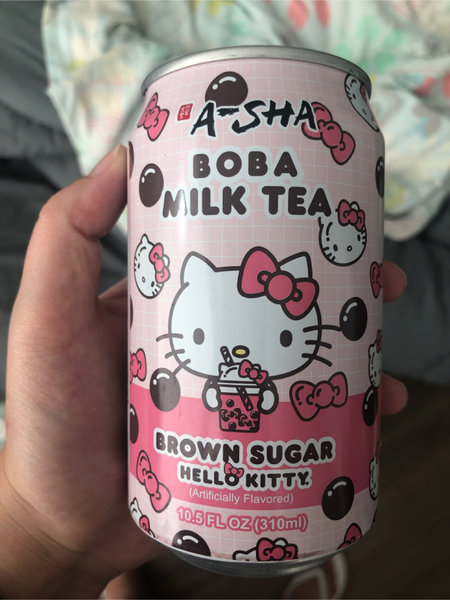 A-SHA
BOBA
MILK TEA
BROWN SUGAR
HELLO KITTY
(Artificially Flavored)
10.5 FL OZ (310ml)